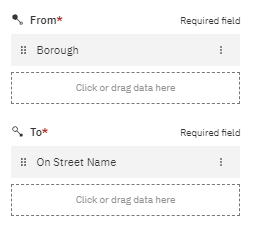 From* Required field
Borough
Click or drag data here
To* Required field
On Street Name
Click or drag data here